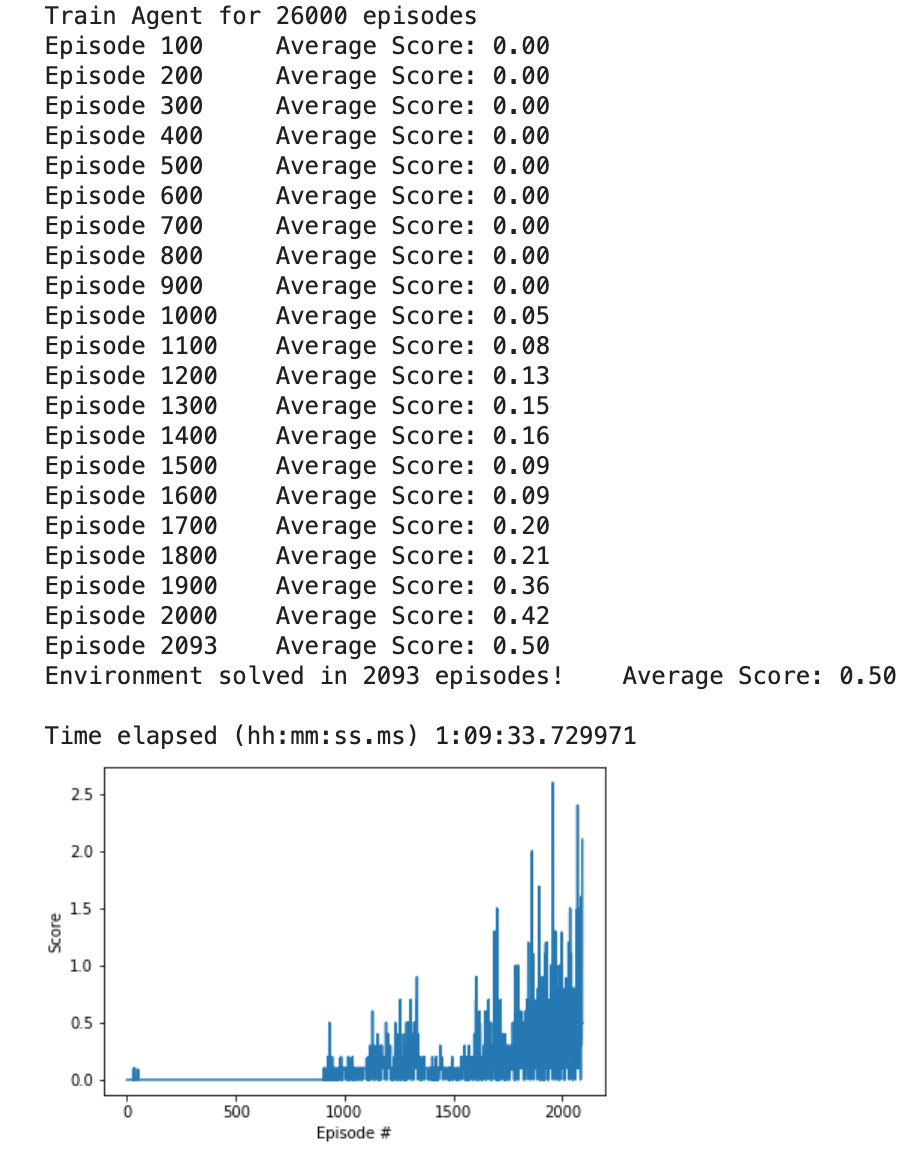 Train Agent for 26000 episodes
Episode 100    Average Score: 0.00
Episode 200    Average Score: 0.00
Episode 300    Average Score: 0.00
Episode 400    Average Score: 0.00
Episode 500    Average Score: 0.00
Episode 600    Average Score: 0.00
Episode 700    Average Score: 0.00
Episode 800    Average Score: 0.00
Episode 900    Average Score: 0.00
Episode 1000    Average Score: 0.05
Episode 1100    Average Score: 0.08
Episode 1200    Average Score: 0.13
Episode 1300    Average Score: 0.15
Episode 1400    Average Score: 0.16
Episode 1500    Average Score: 0.09
Episode 1600    Average Score: 0.09
Episode 1700    Average Score: 0.20
Episode 1800    Average Score: 0.21
Episode 1900    Average Score: 0.36
Episode 2000    Average Score: 0.42
Episode 2093    Average Score: 0.50
Environment solved in 2093 episodes!    Average Score: 0.50
Time elapsed (hh:mm:ss.ms) 1:09:33.729971
2.5
2.0
1.5
1.0
0.5
0.0
Score
0 500 1000 1500 2000
Episode #